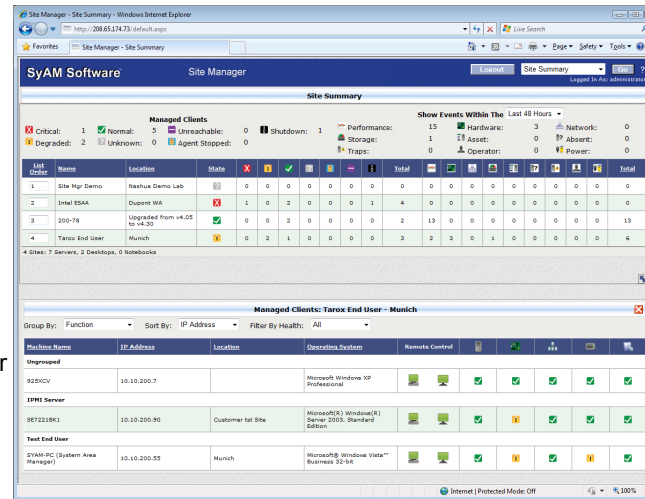 Site Manager - Site Summary - Windows Internet Explorer
http://208.65.174.73/default.aspx
Live Search
Favorites Site Manager - Site Summary Page Safety Tools
SyAM Software Site Manager Logout Site Summary Go ?
Logged In As: administrator
Site Summary
Managed Clients
Show Events Within The Last 48 Hours
Critical: 1 Normal: 5 Unreachable: 0 Shutdown: 1 Performance: 15 Hardware: 3 Network: 0
Degraded: 2 Unknown: 0 Agent Stopped: 0 Storage: 1 Asset: 0 Absent: 0
Traps: 0 Operator: 0 Power: 0
List Order Name Location State Total Total
1 Site Mgr Demo Nashua Demo Lab 0 0 0 0 0 0 0 0 0 0 0 0 0 0 0 0 0
2 Intel ESAA Dupont WA 1 0 2 0 0 0 1 4 0 0 0 0 0 0 0 0 0
3 200-78 Upgraded from v4.05 to v4.30 0 0 2 0 0 0 0 2 13 0 0 0 0 0 0 0 13
4 Tarox End User Munich 0 2 1 0 0 0 0 3 2 3 0 1 0 0 0 0 6
4 Sites: 7 Servers, 2 Desktops, 0 Notebooks
Managed Clients: Tarox End User - Munich
Group By: Function Sort By: IP Address Filter By Health: All
Machine Name IP Address Location Operating System Remote Control
Ungrouped
925XCV 10.10.200.7 Microsoft Windows XP Professional
IPMI Server
SE7221BK1 10.10.200.90 Customer tst Site Microsoft(R) Windows(R) Server 2003, Standard Edition
Test End User
SYAM-PC (System Area Manager) 10.10.200.55 Munich Microsoft® Windows Vista™ Business 32-bit
Internet | Protected Mode: Off 100%